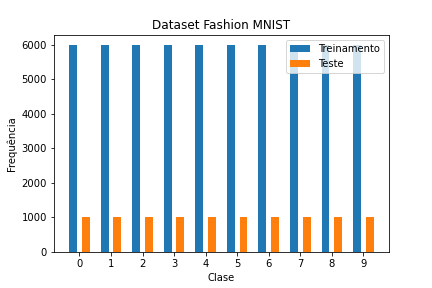 Dataset Fashion MNIST
Treinamento
Teste
Frequência
6000
5000
4000
3000
2000
1000
0
0 1 2 3 4 5 6 7 8 9
Clase